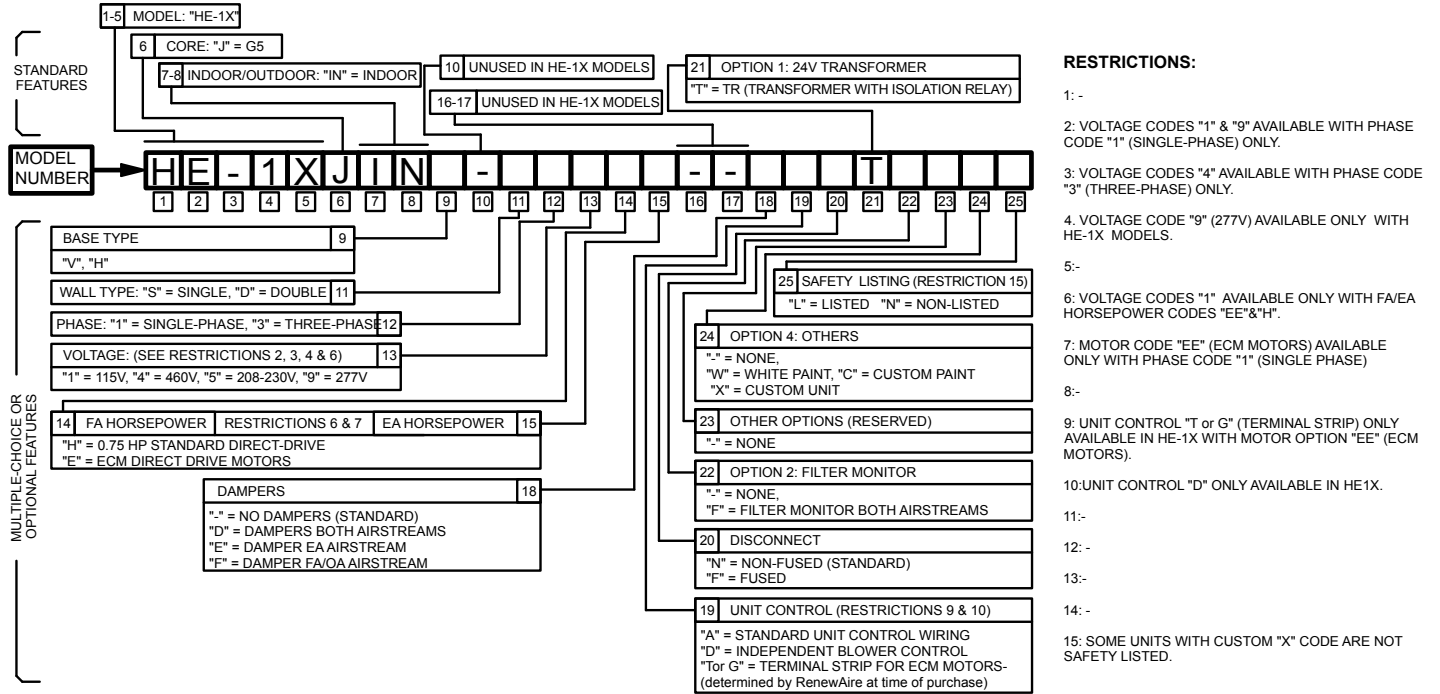 1-5 MODEL: "HE-1X"
6 CORE: "J" = G5
7-8 INDOOR/OUTDOOR: "IN" = INDOOR
10 UNUSED IN HE-1X MODELS
16-17 UNUSED IN HE-1X MODELS
21 OPTION 1: 24V TRANSFORMER
"T" = TR (TRANSFORMER WITH ISOLATION RELAY)
STANDARD
FEATURES
MODEL
NUMBER
H E - 1 X J I N - - - T
1 2 3 4 5 6 7 8 9 10 11 12 13 14 15 16 17 18 19 20 21 22 23 24 25
MULTIPLE-CHOICE OR
OPTIONAL FEATURES
BASE TYPE 9
"V", "H"
WALL TYPE: "S" = SINGLE, "D" = DOUBLE 11
PHASE: "1" = SINGLE-PHASE, "3" = THREE-PHASE 12
VOLTAGE: (SEE RESTRICTIONS 2, 3, 4 & 6) 13
"1" = 115V, "4" = 460V, "5" = 208-230V, "9" = 277V
14 FA HORSEPOWER RESTRICTIONS 6 & 7 EA HORSEPOWER 15
"H" = 0.75 HP STANDARD DIRECT-DRIVE
"E" = ECM DIRECT DRIVE MOTORS
DAMPERS 18
"-" = NO DAMPERS (STANDARD)
"D" = DAMPERS BOTH AIRSTREAMS
"E" = DAMPER EA AIRSTREAM
"F" = DAMPER FA/OA AIRSTREAM
25 SAFETY LISTING (RESTRICTION 15)
"L" = LISTED "N" = NON-LISTED
24 OPTION 4: OTHERS
"-" = NONE,
"W" = WHITE PAINT, "C" = CUSTOM PAINT
"X" = CUSTOM UNIT
23 OTHER OPTIONS (RESERVED)
"-" = NONE
22 OPTION 2: FILTER MONITOR
"-" = NONE,
"F" = FILTER MONITOR BOTH AIRSTREAMS
20 DISCONNECT
"N" = NON-FUSED (STANDARD)
"F" = FUSED
19 UNIT CONTROL (RESTRICTIONS 9 & 10)
"A" = STANDARD UNIT CONTROL WIRING
"D" = INDEPENDENT BLOWER CONTROL
"Tor G" = TERMINAL STRIP FOR ECM MOTORS-
(determined by RenewAire at time of purchase)
RESTRICTIONS:
1: -
2: VOLTAGE CODES "1" & "9" AVAILABLE WITH PHASE
CODE "1" (SINGLE-PHASE) ONLY.
3: VOLTAGE CODES "4" AVAILABLE WITH PHASE CODE
"3" (THREE-PHASE) ONLY.
4. VOLTAGE CODE "9" (277V) AVAILABLE ONLY WITH
HE-1X MODELS.
5:-
6: VOLTAGE CODES "1" AVAILABLE ONLY WITH FA/EA
HORSEPOWER CODES "EE"&"H".
7: MOTOR CODE "EE" (ECM MOTORS) AVAILABLE
ONLY WITH PHASE CODE "1" (SINGLE PHASE)
8:-
9: UNIT CONTROL "T or G" (TERMINAL STRIP) ONLY
AVAILABLE IN HE-1X WITH MOTOR OPTION "EE" (ECM
MOTORS).
10:UNIT CONTROL "D" ONLY AVAILABLE IN HE1X.
11:-
12: -
13:-
14: -
15: SOME UNITS WITH CUSTOM "X" CODE ARE NOT
SAFETY LISTED.